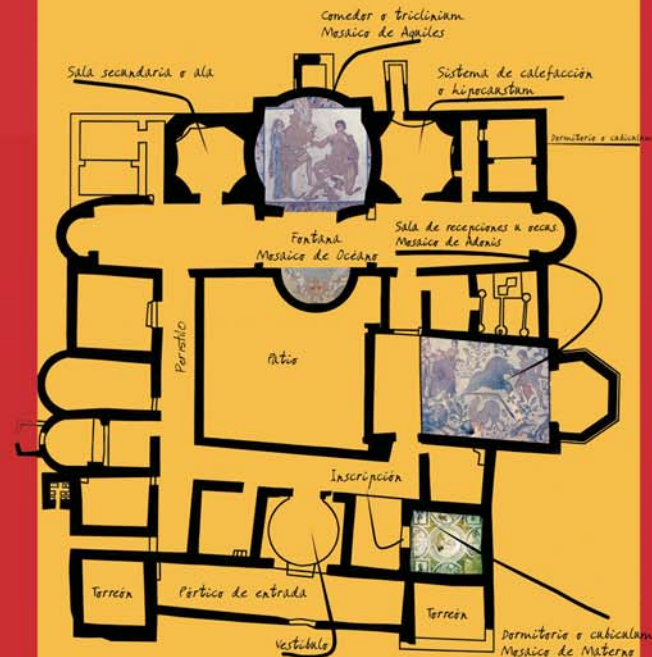 Comedor o triclinium
Mosaico de Aquiles
Sala secundaria o ala
Sistema de calefacción
o hipocaustum
Dormitorio o cubiculum
Fontana
Mosaico de Océano
Sala de recepciones u oecus
Mosaico de Adonis
Peristilo
Patio
Inscripción
Torreón
Pórtico de entrada
Torreón
Vestíbulo
Dormitorio o cubiculum
Mosaico de Materno